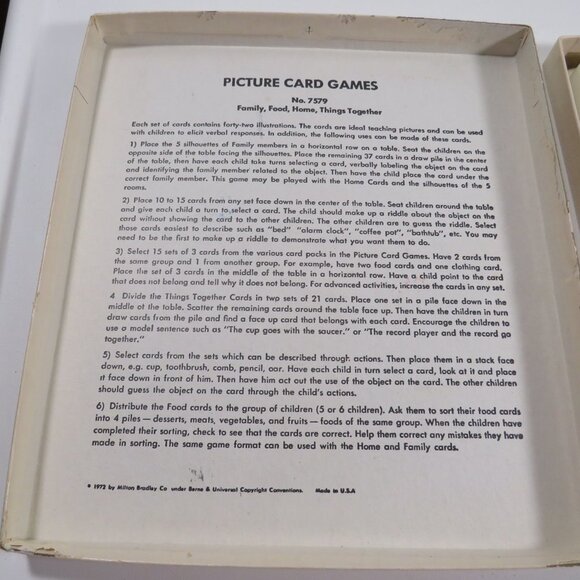 PICTURE CARD GAMES
No. 7579
Family, Food, Home, Things Together
Each set of cards contains forty-two illustrations. The cards are ideal teaching pictures and can be used
with children to elicit verbal responses. In addition, the following uses can be made of these cards.
1) Place the 5 silhouettes of Family members in a horizontal row on a table. Seat the children on the
opposite side of the table facing the silhouettes. Place the remaining 37 cards in a draw pile in the center
of the table, then have each child take turns selecting a card, verbally labeling the object on the card
and identifying the family member related to the object. Then have the child place the card under the
correct family member. This game may be played with the Home Cards and the silhouettes of the 5
rooms.
2) Place 10 to 15 cards from any set face down in the center of the table. Seat children around the table
and give each child a turn to select a card. The child should make up a riddle about the object on the
card without showing the card to the other children. The other children are to guess the riddle. Select
those cards easiest to describe such as "bed" "alarm clock", "coffee pot", "bathtub", etc. You may
need to be the first to make up a riddle to demonstrate what you want them to do.
3) Select 15 sets of 3 cards from the various card packs in the Picture Card Games. Have 2 cards from
the same group and 1 from another group. For example, have two food cards and one clothing card.
Place the set of 3 cards in the middle of the table in a horizontal row. Have a child point to the card
that does not belong and tell why it does not belong. For advanced activities, increase the cards in any set.
4 Divide the Things Together Cards in two sets of 21 cards. Place one set in a pile face down in the
middle of the table. Scatter the remaining cards around the table face up. Then have the children in turn
draw cards from the pile and find a face up card that belongs with each card. Encourage the children to
use a model sentence such as "The cup goes with the saucer." or "The record player and the record go
together."
5) Select cards from the sets which can be described through actions. Then place them in a stack face
down, e.g. cup, toothbrush, comb, pencil, oar. Have each child in turn select a card, look at it and place
it face down in front of him. Then have him act out the use of the object on the card. The other children
should guess the object on the card through the child's actions.
6) Distribute the Food cards to the group of children (5 or 6 children). Ask them to sort their food cards
into 4 piles — desserts, meats, vegetables, and fruits — foods of the same group. When the children have
completed their sorting, check to see that the cards are correct. Help them correct any mistakes they have
made in sorting. The same game format can be used with the Home and Family cards.
© 1972 by Milton Bradley Co under Berne & Universal Copyright Conventions. Made in U.S.A